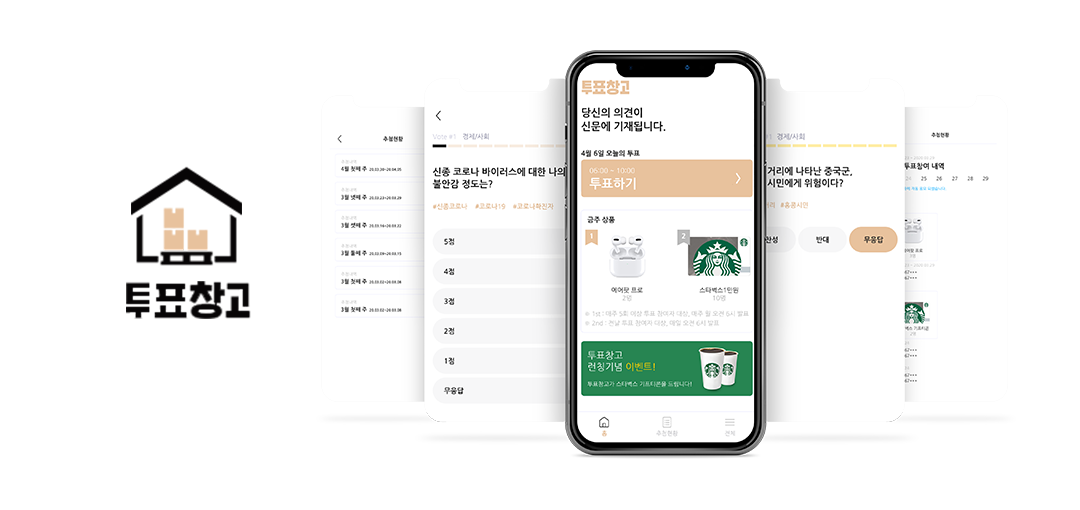 투표창고
추첨현황
4월 첫째 주
3월 넷째 주
3월 셋째 주
3월 둘째 주
3월 첫째 주
Vote #1
경제/사회
신종 코로나 바이러스에 대한 나의
불안감 정도는?
#신종코로나 #코로나19 #코로나확진자
5점
4점
3점
2점
1점
무응답
투표창고
당신의 의견이
신문에 기재됩니다.
4월 6일 오늘의 투표
06:00 ~ 10:00
투표하기
금주 상품
1
에어팟 프로
2명
2
스타벅스1만원
10명
※ 1st : 매주 5회 이상 투표 참여자 대상, 매주 월 오전 6시 발표
※ 2nd : 전날 투표 참여자 대상, 매일 오전 6시 발표
투표창고
런칭기념 이벤트!
투표창고가 스타벅스 기프티콘을 드립니다!
홈
추첨현황
전체
경제/사회
거리에 나타난 중국군,
시민에게 위험이다?
#홍콩시민
찬성
반대
무응답
추첨현황
투표참여 내역
24 25 26 27 28 29